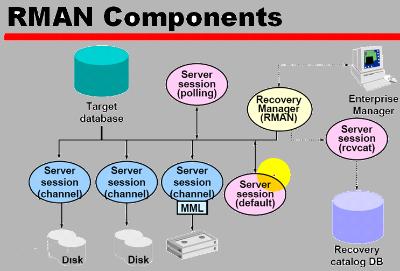 RMAN Components
Server
session
(polling)
Target
database
Recovery
Manager
(RMAN)
Enterprise
Manager
Server
session
(rcvcat)
Server
session
(channel)
Server
session
(channel)
Server
session
(channel)
MML
Server
session
(default)
Disk
Disk
Recovery
catalog DB